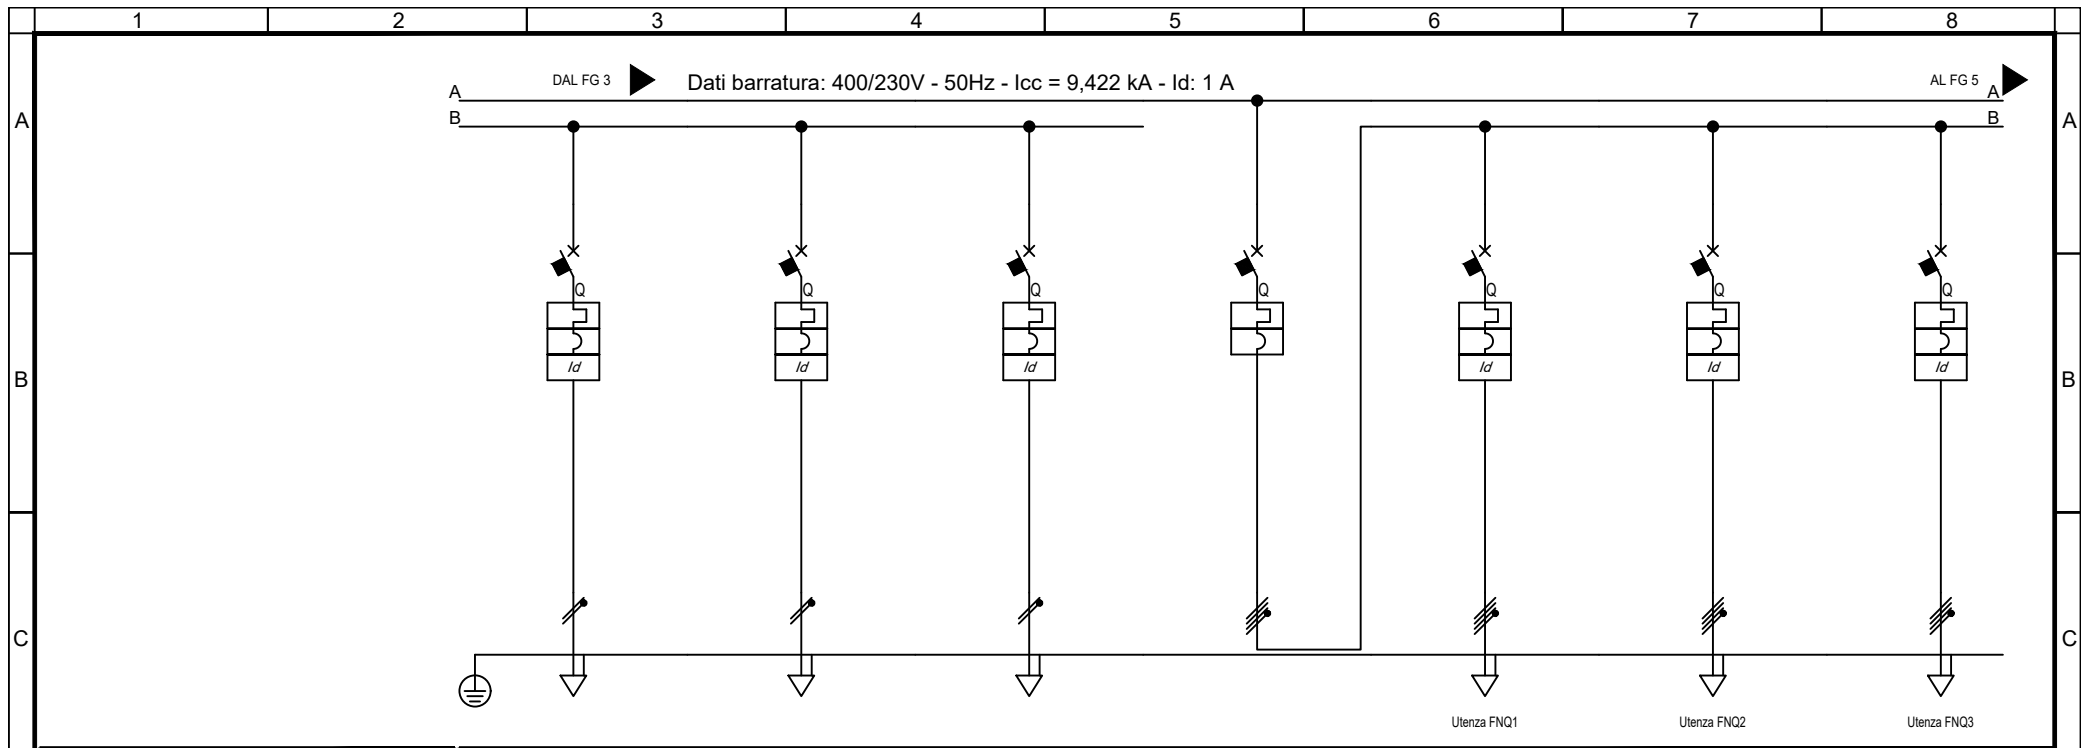 1 2 3 4 5 6 7 8
DAL FG 3 Dati barratura: 400/230V - 50Hz - Icc = 9,422 kA - Id: 1 A AL FG 5
A A
B B
A A
Q Q Q Q Q Q Q
Id Id Id Id Id Id
B B
C C
Utenza FNQ1 Utenza FNQ2 Utenza FNQ3